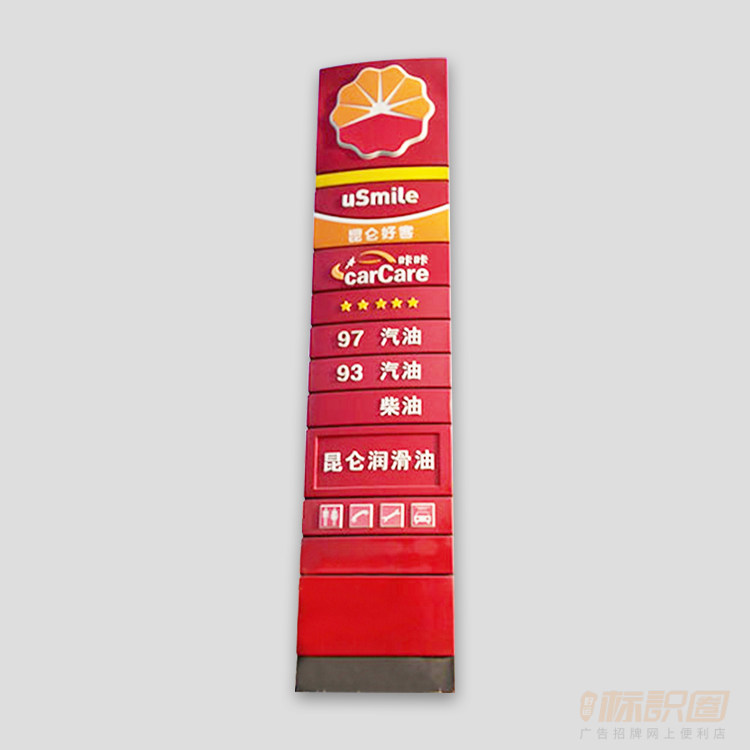 uSmile
昆仑好客
咔咔
carCare
97 汽油
93 汽油
柴油
昆仑润滑油
标识圈
广告招牌网上便利店